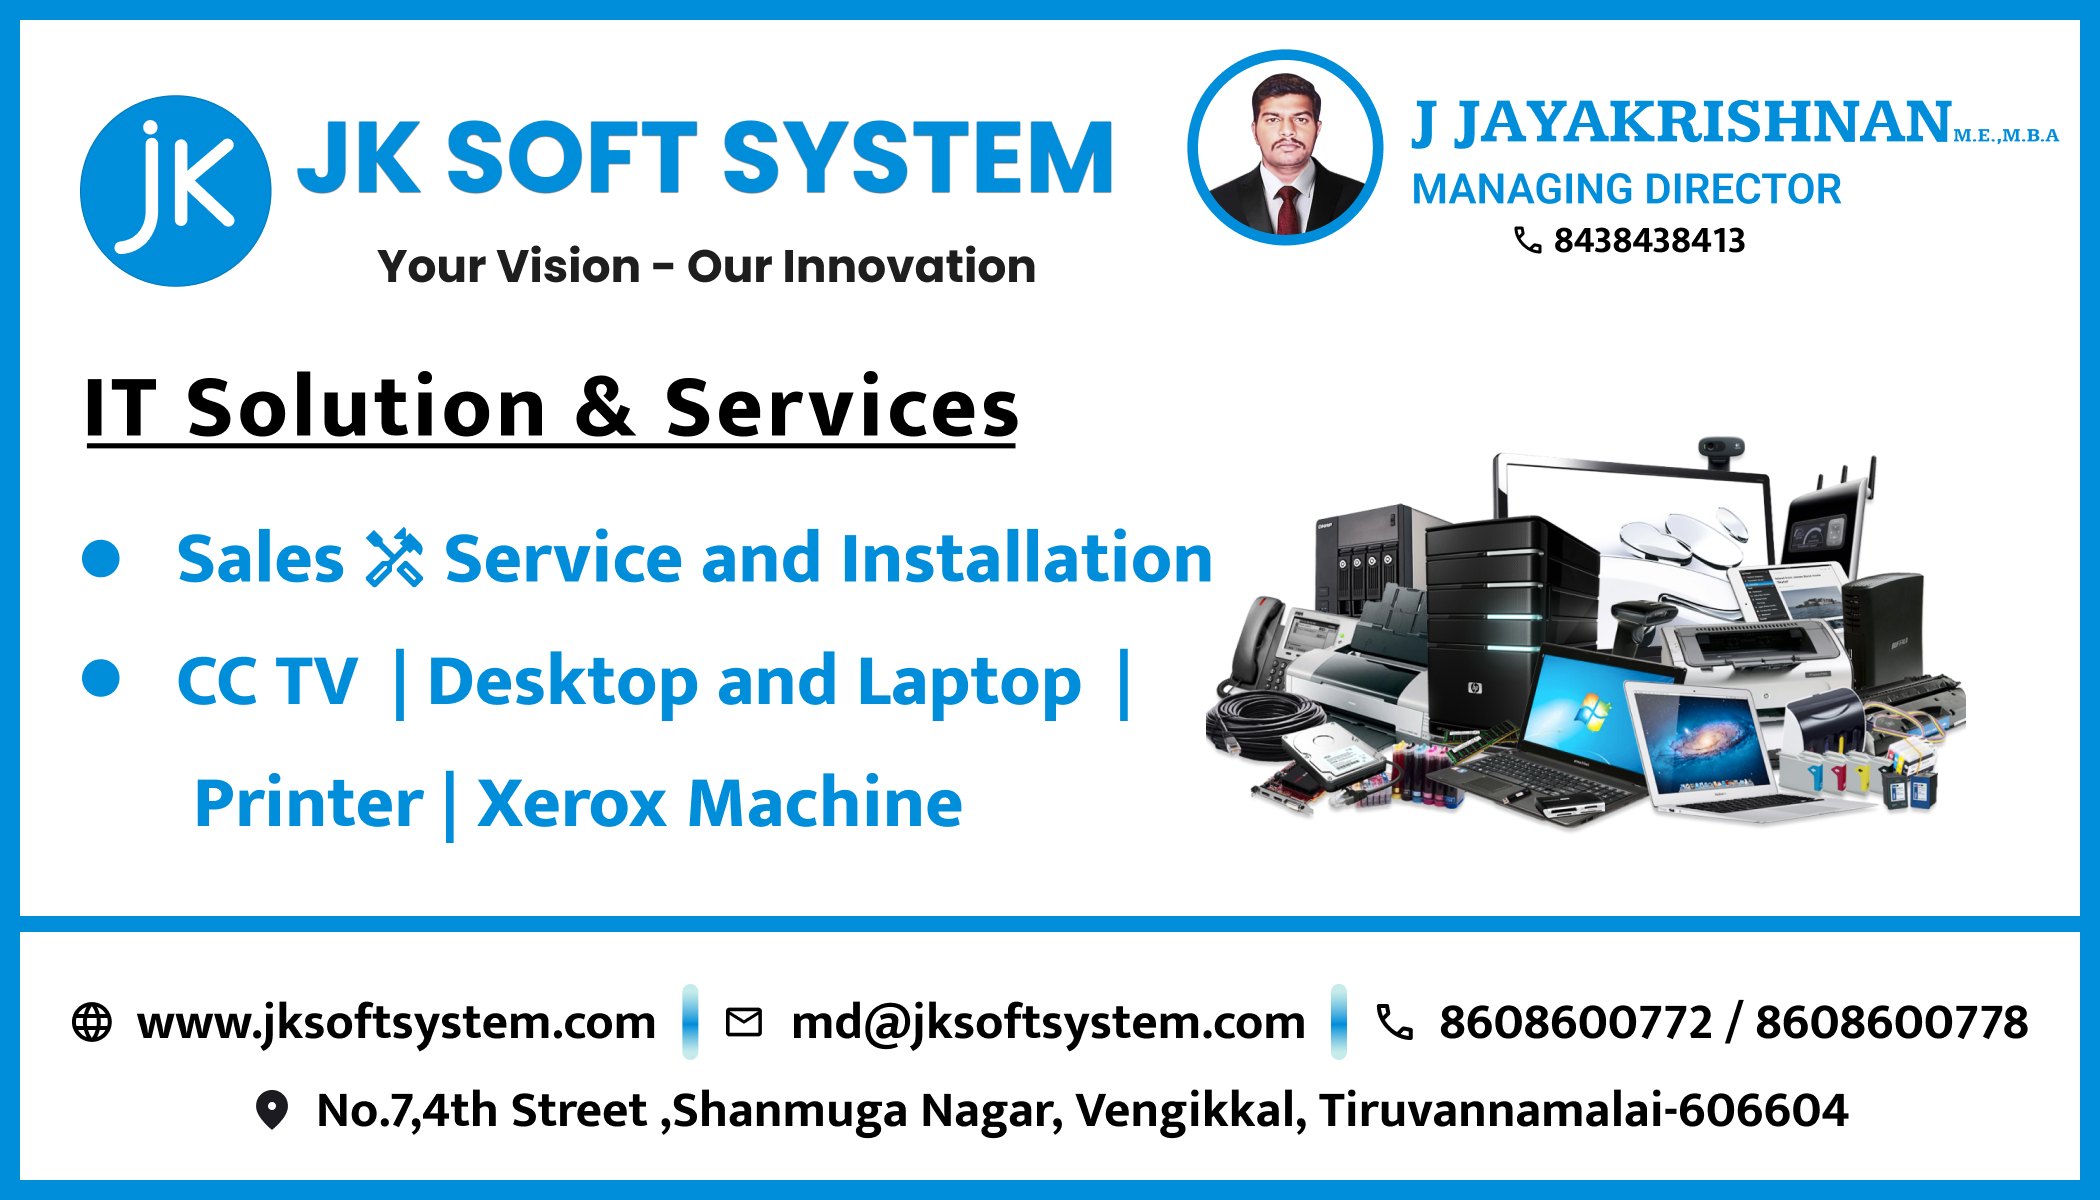 jK
JK SOFT SYSTEM
Your Vision - Our Innovation
J JAYAKRISHNAN M.E.,M.B.A
MANAGING DIRECTOR
8438438413
IT Solution & Services
Sales Service and Installation
CC TV | Desktop and Laptop |
Printer | Xerox Machine
www.jksoftsystem.com
md@jksoftsystem.com
8608600772 / 8608600778
No.7,4th Street ,Shanmuga Nagar, Vengikkal, Tiruvannamalai-606604